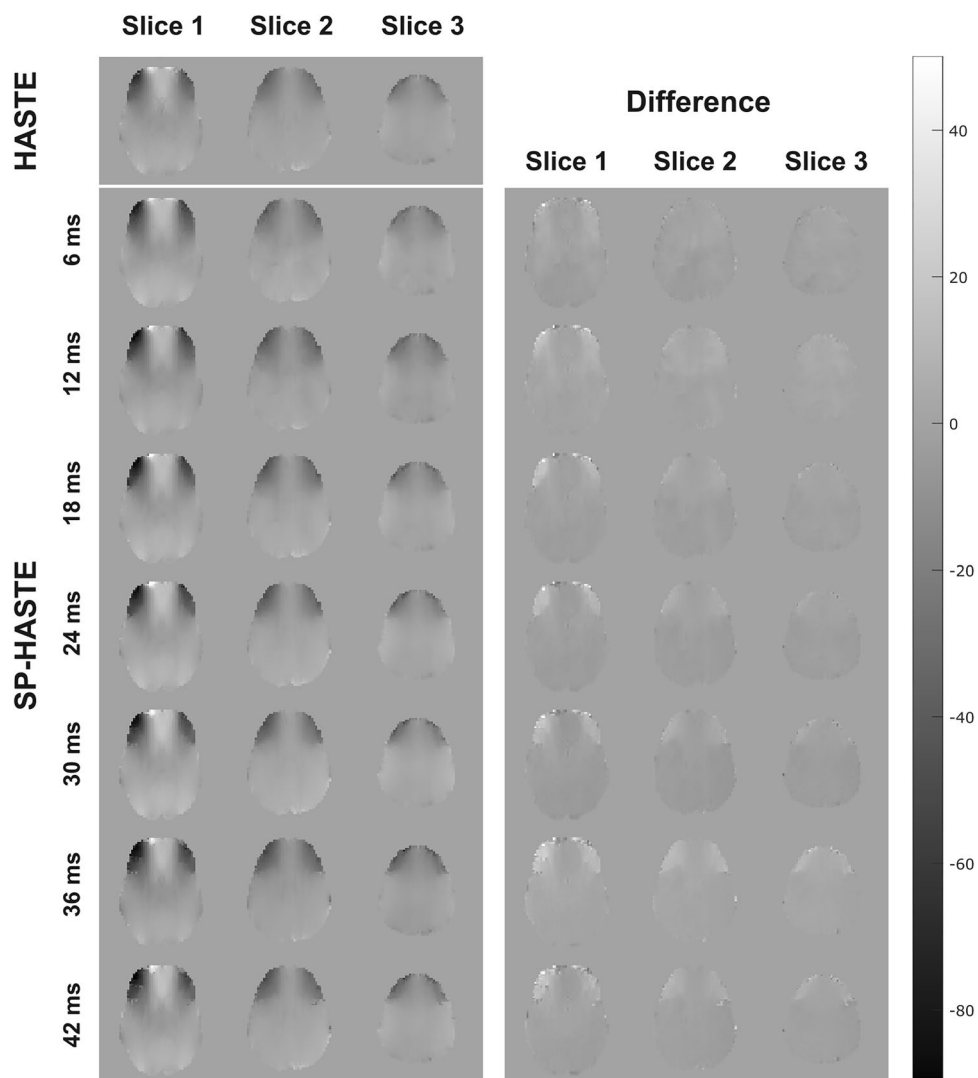 Slice 1 Slice 2 Slice 3
HASTE
Difference
Slice 1 Slice 2 Slice 3
SP-HASTE
6 ms
12 ms
18 ms
24 ms
30 ms
36 ms
42 ms
40
20
0
-20
-40
-60
-80